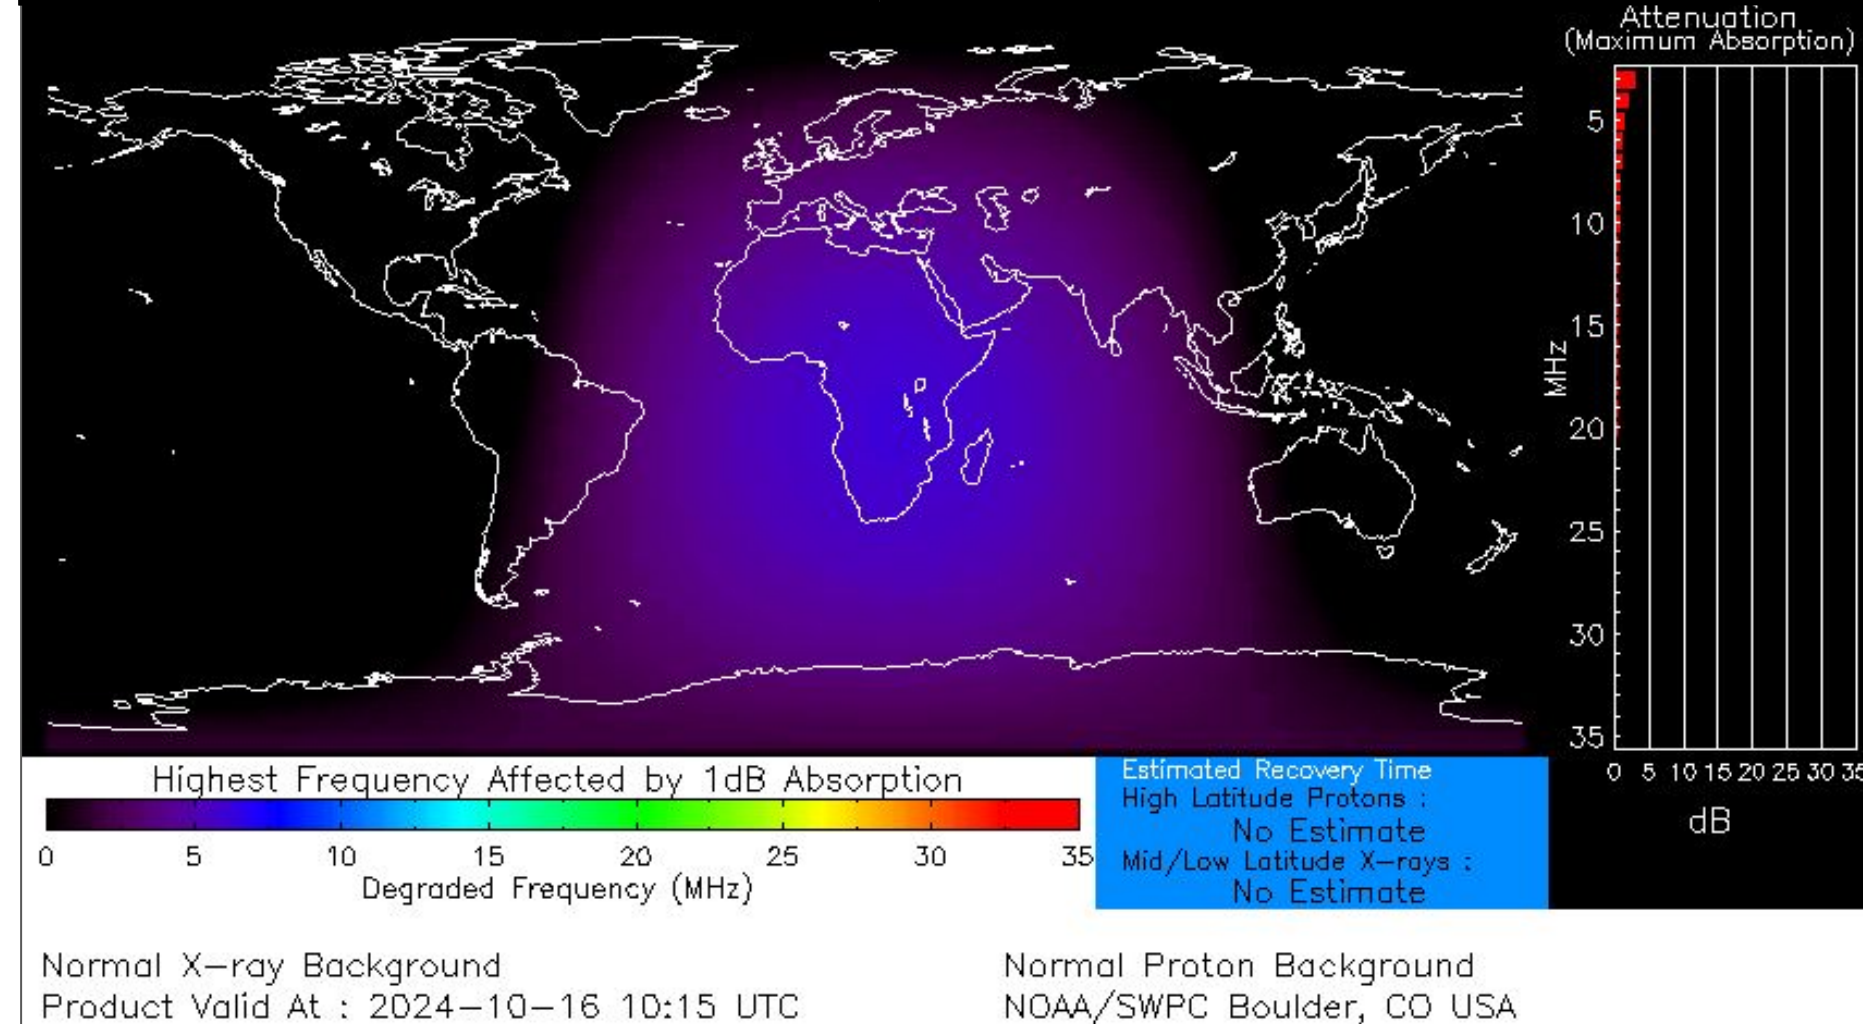 Attenuation
(Maximum Absorption)
5
10
15
20
25
30
35
MHz
0 5 10 15 20 25 30 35
dB
Highest Frequency Affected by 1dB Absorption
0 5 10 15 20 25 30 35
Degraded Frequency (MHz)
Estimated Recovery Time
High Latitude Protons :
No Estimate
Mid/Low Latitude X-rays :
No Estimate
Normal X-ray Background
Product Valid At : 2024-10-16 10:15 UTC
Normal Proton Background
NOAA/SWPC Boulder, CO USA